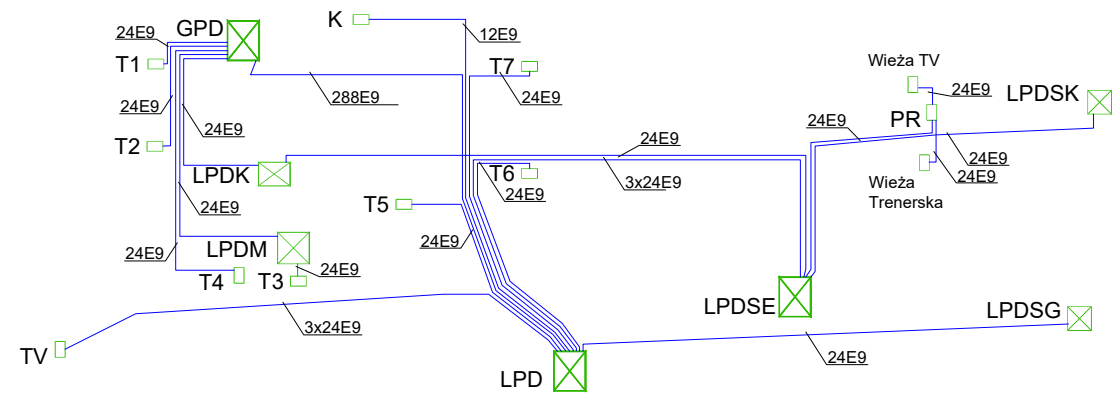 K
GPD
24E9
12E9
T1
T7
Wieża TV
24E9
LPDSK
24E9
288E9
24E9
PR
24E9
24E9
24E9
24E9
T2
LPDK
T6
24E9
3x24E9
24E9
Wieża
Trenerska
T5
24E9
24E9
LPDM
24E9
24E9
T4
T3
LPDSE
LPDSG
3x24E9
TV
24E9
LPD